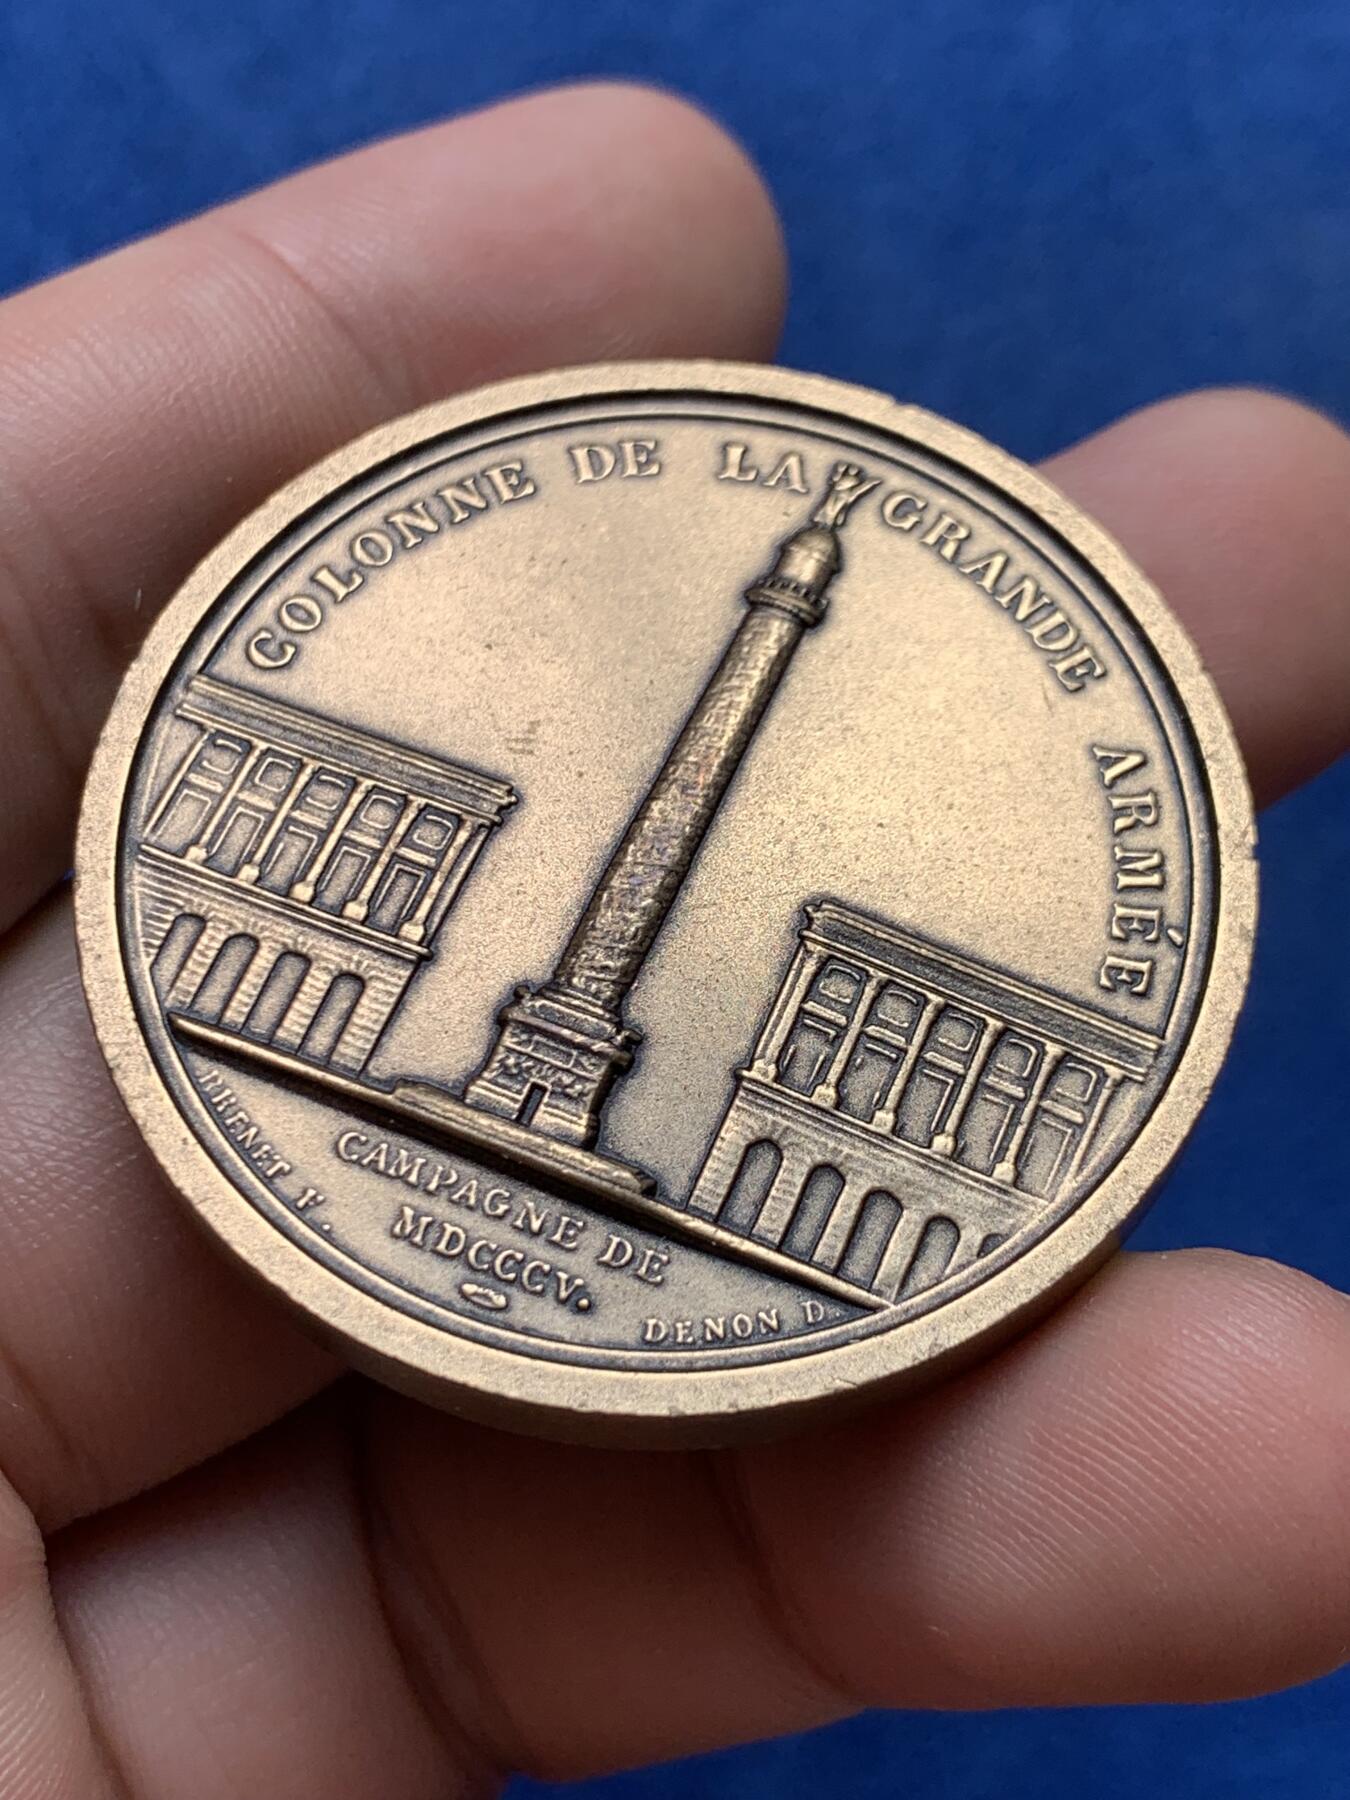 COLONNE DE LA GRANDE ARMÉE
CAMPAGNE DE
MDCCCV.
BRENET F.
DENON D.